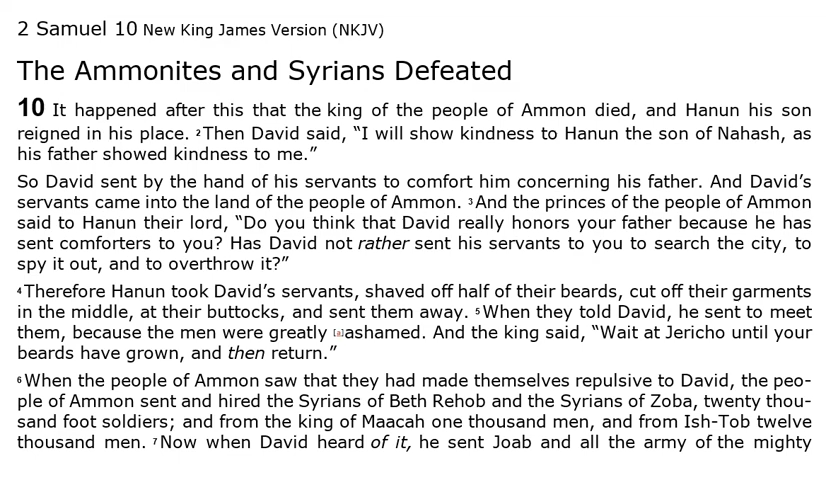 2 Samuel 10 New King James Version (NKJV)
The Ammonites and Syrians Defeated
10 It happened after this that the king of the people of Ammon died, and Hanun his son
reigned in his place. 2 Then David said, “I will show kindness to Hanun the son of Nahash, as
his father showed kindness to me.”
So David sent by the hand of his servants to comfort him concerning his father. And David’s
servants came into the land of the people of Ammon. 3 And the princes of the people of Ammon
said to Hanun their lord, “Do you think that David really honors your father because he has
sent comforters to you? Has David not rather sent his servants to you to search the city, to
spy it out, and to overthrow it?”
4 Therefore Hanun took David’s servants, shaved off half of their beards, cut off their garments
in the middle, at their buttocks, and sent them away. 5 When they told David, he sent to meet
them, because the men were greatly [a]ashamed. And the king said, “Wait at Jericho until your
beards have grown, and then return.”
6 When the people of Ammon saw that they had made themselves repulsive to David, the peo-
ple of Ammon sent and hired the Syrians of Beth Rehob and the Syrians of Zoba, twenty thou-
sand foot soldiers; and from the king of Maacah one thousand men, and from Ish-Tob twelve
thousand men. 7 Now when David heard of it, he sent Joab and all the army of the mighty